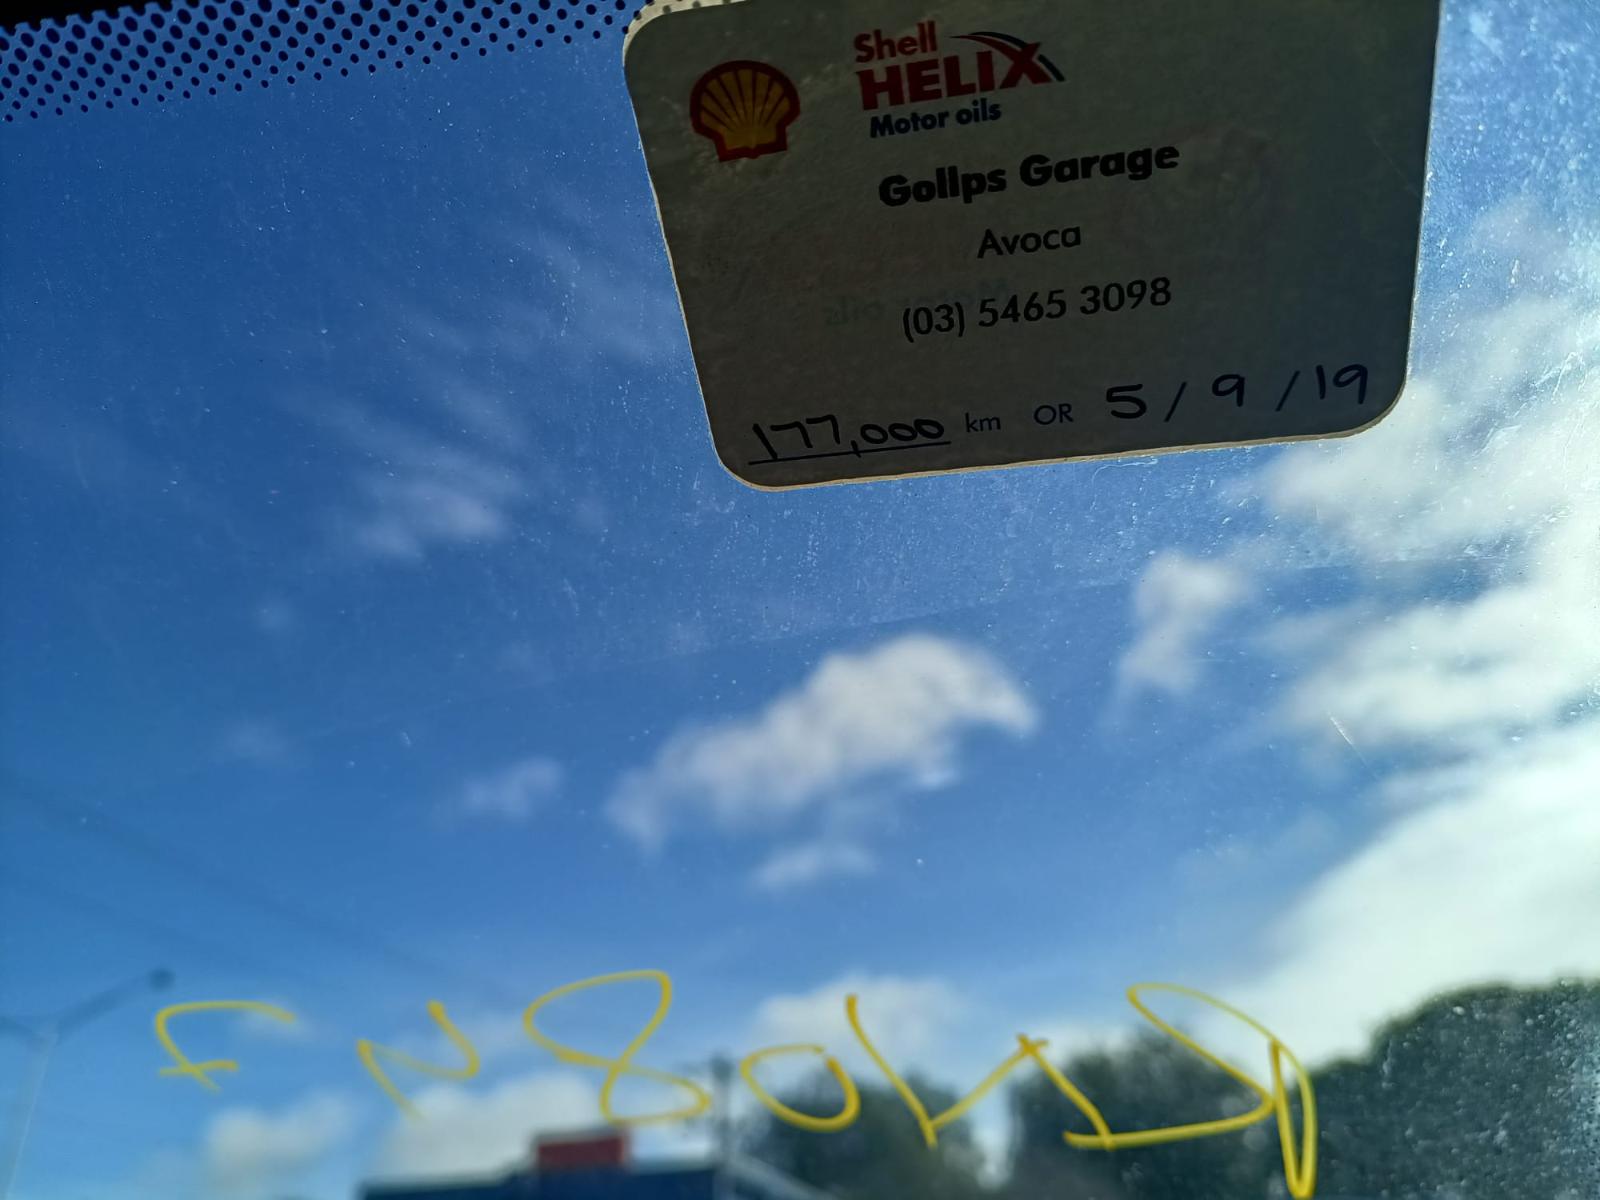 Shell
HELIX
Motor oils
Gollps Garage
Avoca
(03) 5465 3098
177,000 km OR 5/9/19